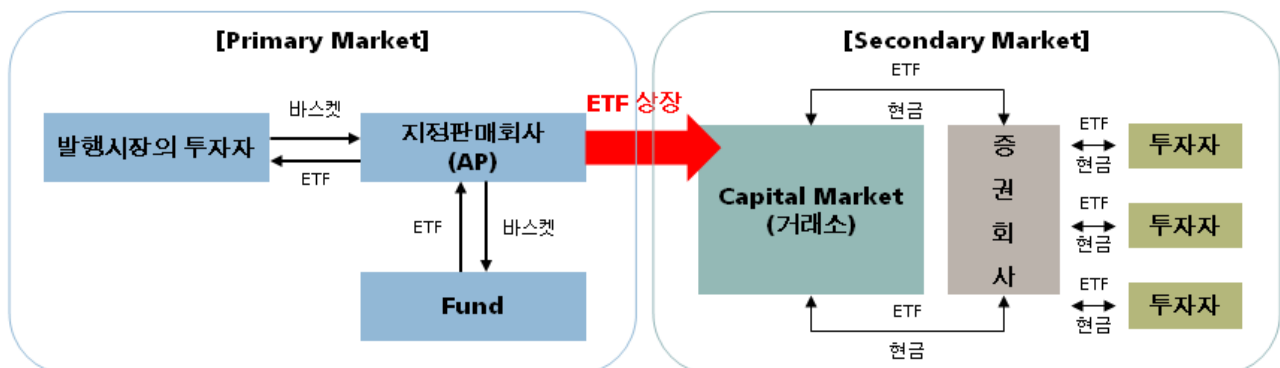 [Primary Market]
바스켓
발행시장의 투자자
ETF
지정판매회사
(AP)
ETF
바스켓
Fund
ETF 상장
[Secondary Market]
ETF
현금
Capital Market
(거래소)
증
권
회
사
ETF
현금
ETF
현금
투자자
ETF
현금
투자자
ETF
현금
투자자